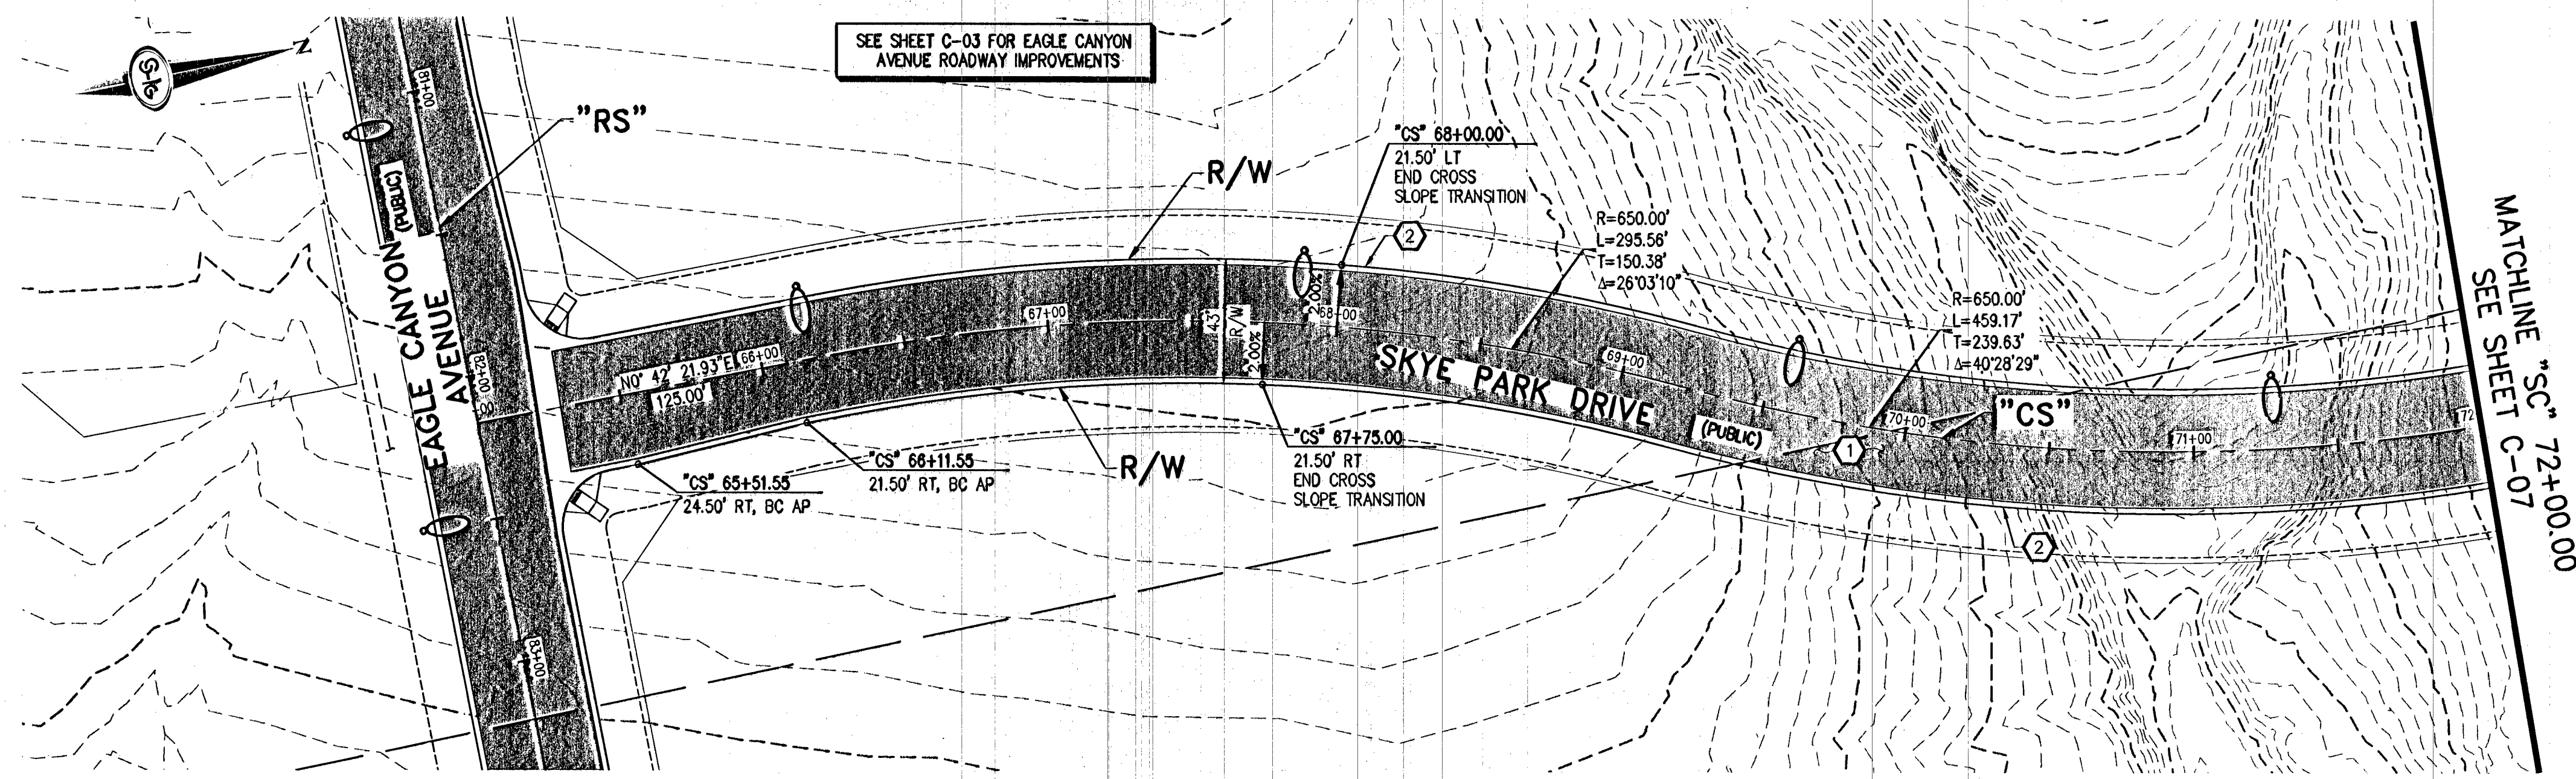 SEE SHEET C-03 FOR EAGLE CANYON
AVENUE ROADWAY IMPROVEMENTS
N
81+00
"RS"
EAGLE CANYON
AVENUE
(PUBLIC)
82+00
83+00
R/W
"CS" 68+00.00
21.50' LT
END CROSS
SLOPE TRANSITION
2
R=650.00'
L=295.56'
T=150.38'
Δ=26°03'10"
R=650.00'
L=459.17'
T=239.63'
Δ=40°28'29"
N0° 42' 21.93"E
125.00'
66+00
67+00
43'
R/W
2.00%
2.00%
68+00
69+00
SKYE PARK DRIVE
(PUBLIC)
1
70+00
"CS"
71+00
72
"CS" 65+51.55
24.50' RT, BC AP
"CS" 66+11.55
21.50' RT, BC AP
R/W
"CS" 67+75.00
21.50' RT
END CROSS
SLOPE TRANSITION
2
MATCHLINE "SC" 72+00.00
SEE SHEET C-07